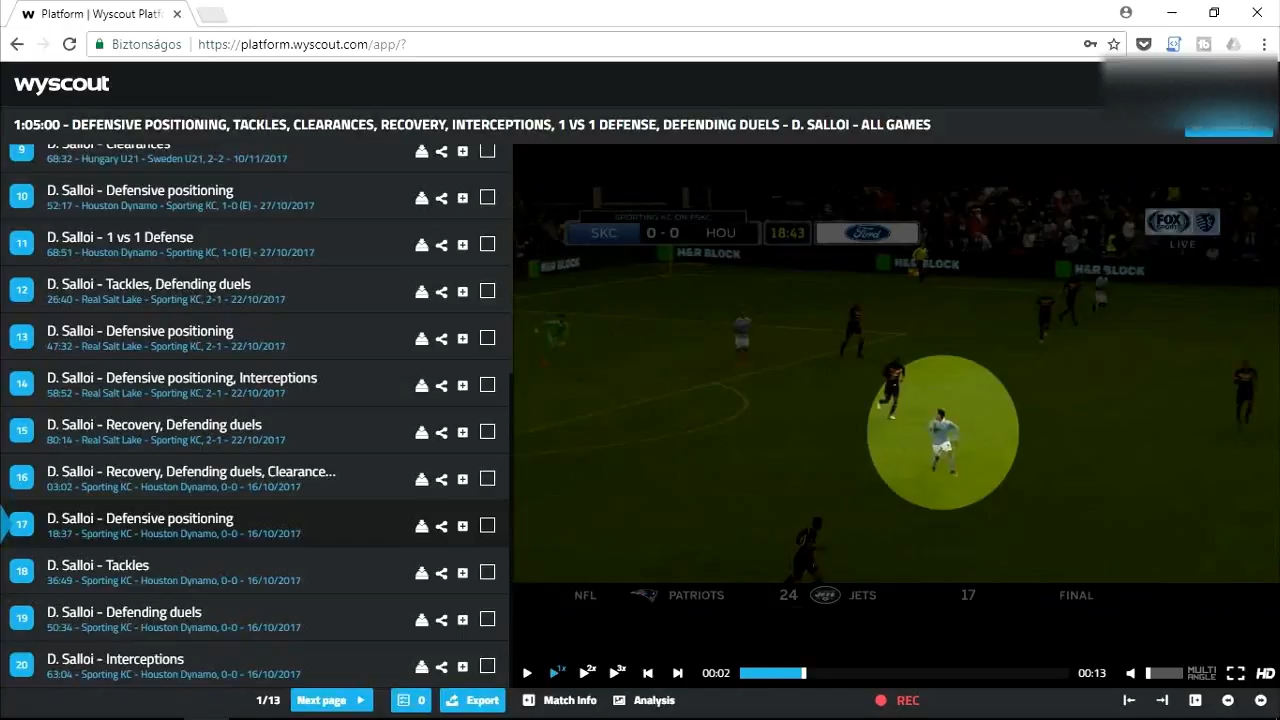 Platform | Wyscout Platf
Biztonságos
https://platform.wyscout.com/app/?
wyscout
1:05:00 - DEFENSIVE POSITIONING, TACKLES, CLEARANCES, RECOVERY, INTERCEPTIONS, 1 VS 1 DEFENSE, DEFENDING DUELS - D. SALLOI - ALL GAMES
9 D. Salloi - Clearances
68:32 - Hungary U21 - Sweden U21, 2-2 - 10/11/2017
10 D. Salloi - Defensive positioning
52:17 - Houston Dynamo - Sporting KC, 1-0 (E) - 27/10/2017
11 D. Salloi - 1 vs 1 Defense
68:51 - Houston Dynamo - Sporting KC, 1-0 (E) - 27/10/2017
12 D. Salloi - Tackles, Defending duels
26:40 - Real Salt Lake - Sporting KC, 2-1 - 22/10/2017
13 D. Salloi - Defensive positioning
47:32 - Real Salt Lake - Sporting KC, 2-1 - 22/10/2017
14 D. Salloi - Defensive positioning, Interceptions
58:52 - Real Salt Lake - Sporting KC, 2-1 - 22/10/2017
15 D. Salloi - Recovery, Defending duels
80:14 - Real Salt Lake - Sporting KC, 2-1 - 22/10/2017
16 D. Salloi - Recovery, Defending duels, Clearance...
03:02 - Sporting KC - Houston Dynamo, 0-0 - 16/10/2017
17 D. Salloi - Defensive positioning
18:37 - Sporting KC - Houston Dynamo, 0-0 - 16/10/2017
18 D. Salloi - Tackles
36:49 - Sporting KC - Houston Dynamo, 0-0 - 16/10/2017
19 D. Salloi - Defending duels
50:34 - Sporting KC - Houston Dynamo, 0-0 - 16/10/2017
20 D. Salloi - Interceptions
63:04 - Sporting KC - Houston Dynamo, 0-0 - 16/10/2017
1/13 Next page 0 Export
SPORTING KC ON FSKC
SKC 0 - 0 HOU 18:43 Ford
FOX SPORTS
LIVE
H&R BLOCK
H&R BLOCK
H&R BLOCK
H&R BLOCK
NFL PATRIOTS 24 JETS 17 FINAL
1x 2x 3x 00:02 00:13 MULTI ANGLE HD
Match Info Analysis REC